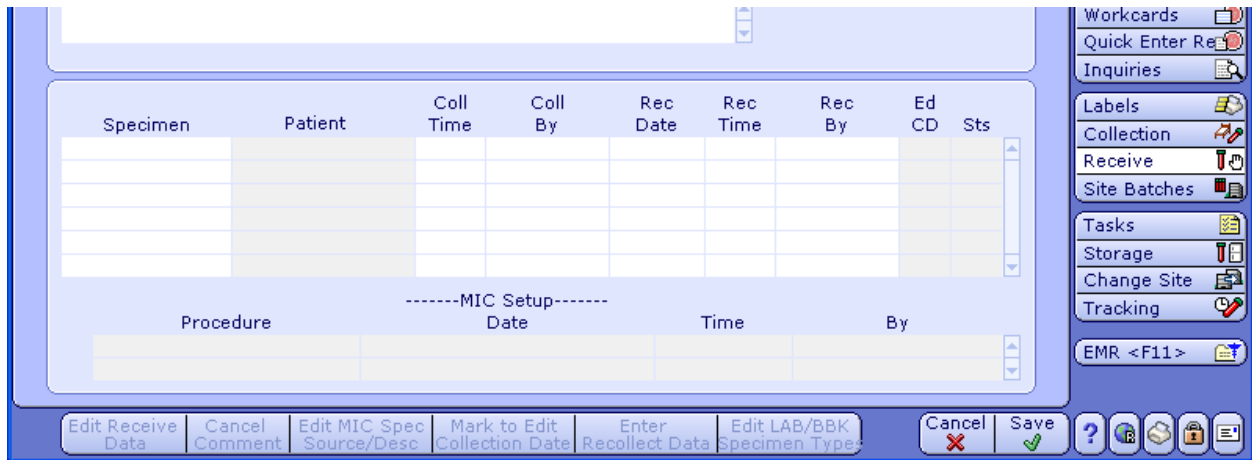 Workcards
Quick Enter Re
Inquiries
Labels
Collection
Receive
Site Batches
Tasks
Storage
Change Site
Tracking
EMR <F11>
Coll Coll Rec Rec Rec Ed
Specimen Patient Time By Date Time By CD Sts
-------MIC Setup-------
Procedure Date Time By
Edit Receive Cancel Edit MIC Spec Mark to Edit Enter Edit LAB/BBK Cancel Save
Data Comment Source/Desc Collection Date Recollect Data Specimen Types
?